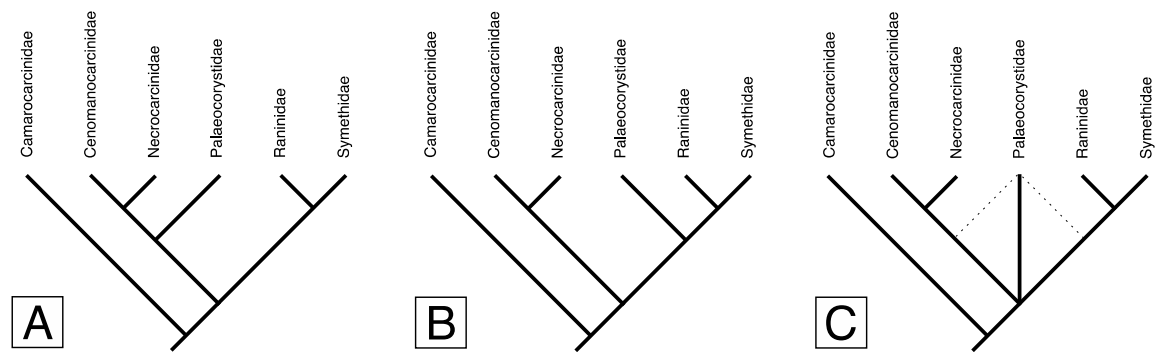 Camarocarcinidae
Cenomanocarcinidae
Necrocarcinidae
Palaeocorystidae
Raninidae
Symethidae
A
Camarocarcinidae
Cenomanocarcinidae
Necrocarcinidae
Palaeocorystidae
Raninidae
Symethidae
B
Camarocarcinidae
Cenomanocarcinidae
Necrocarcinidae
Palaeocorystidae
Raninidae
Symethidae
C